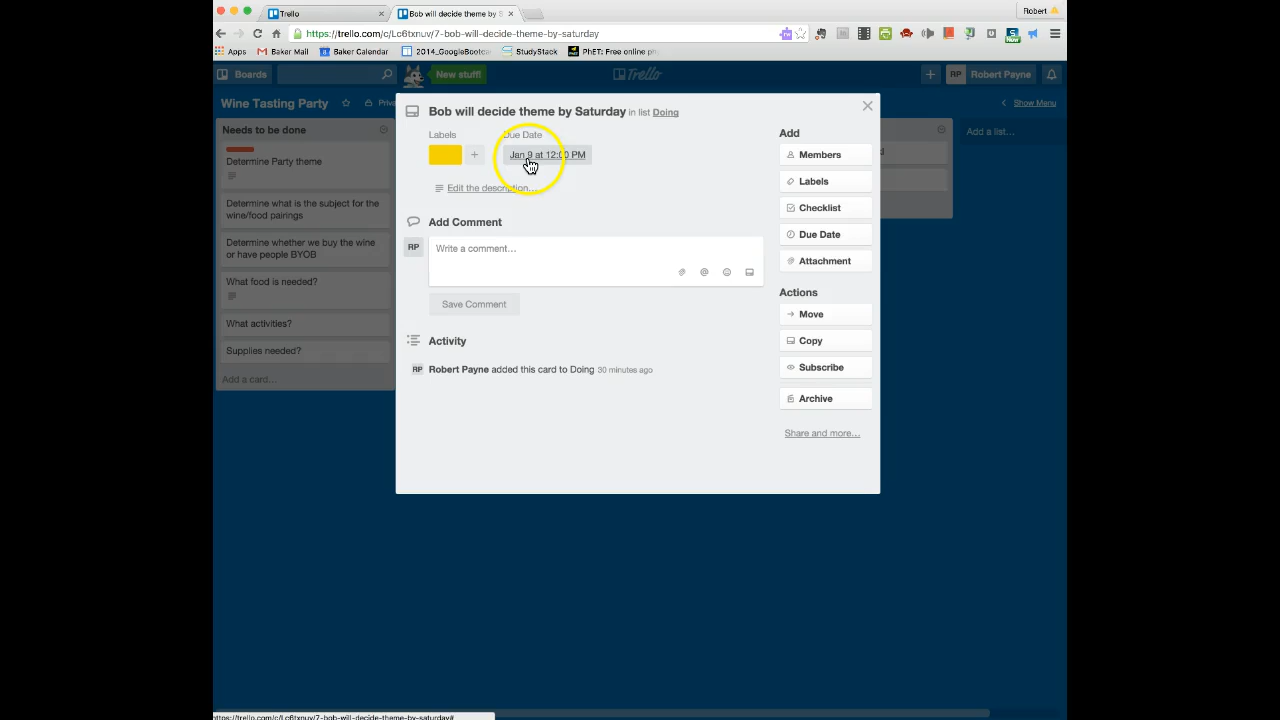 Trello
Bob will decide theme by S
Robert
https://trello.com/c/Lc6txnuv/7-bob-will-decide-theme-by-saturday
Apps
Baker Mail
Baker Calendar
2014_GoogleBootca
StudyStack
PhET: Free online ph
Boards
New stuff!
Trello
RP Robert Payne
Wine Tasting Party
Priva
Show Menu
Needs to be done
Determine Party theme
Determine what is the subject for the
wine/food pairings
Determine whether we buy the wine
or have people BYOB
What food is needed?
What activities?
Supplies needed?
Add a card...
Bob will decide theme by Saturday in list Doing
Labels
Due Date
Jan 9 at 12:00 PM
Edit the description...
Add Comment
RP
Write a comment...
Save Comment
Activity
RP Robert Payne added this card to Doing 30 minutes ago
Add
Members
Labels
Checklist
Due Date
Attachment
Actions
Move
Copy
Subscribe
Archive
Share and more...
Add a list...
https://trello.com/c/Lc6txnuv/7-bob-will-decide-theme-by-saturday#